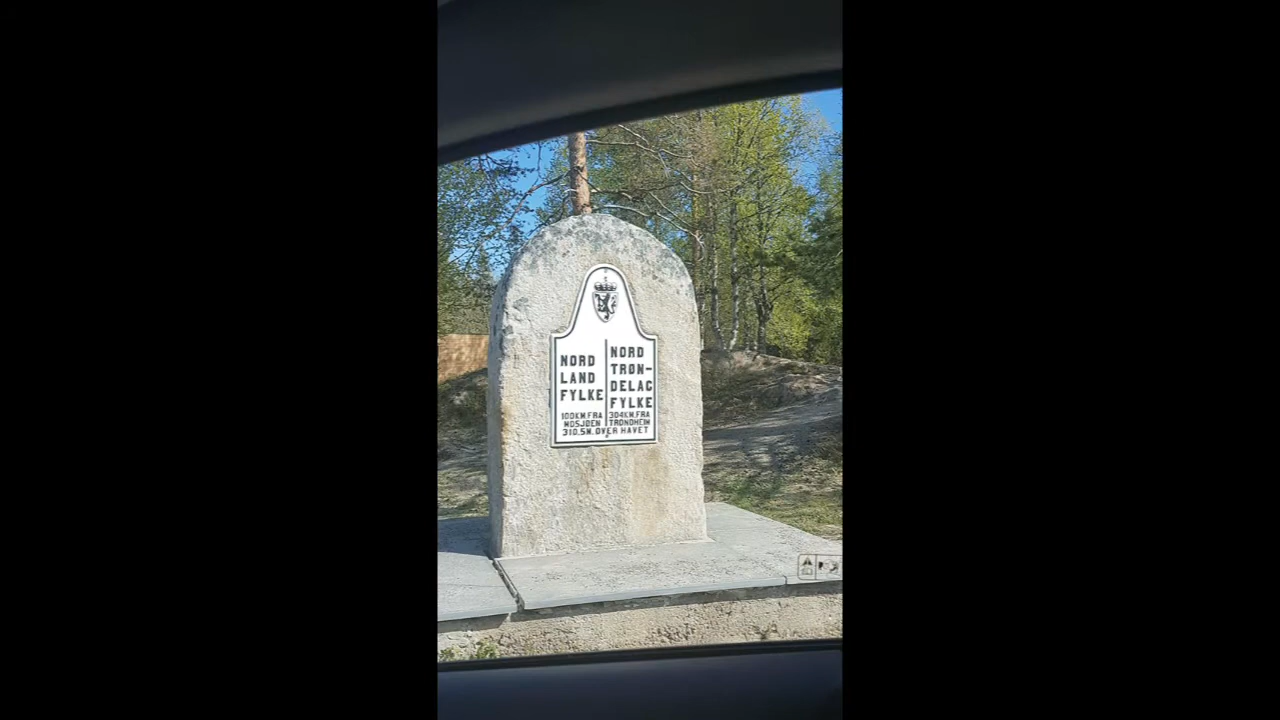 NORD
LAND
FYLKE
100KM.FRA
MOSJØEN
NORD
TRØN-
DELAG
FYLKE
304KM.FRA
TRONDHEIM
310.5M. OVER HAVET